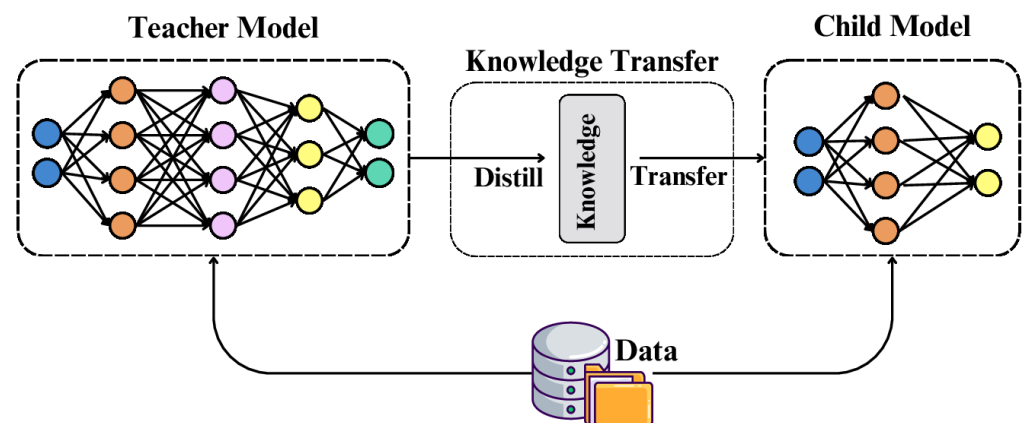 Teacher Model
Child Model
Knowledge Transfer
Distill
Knowledge
Transfer
Data